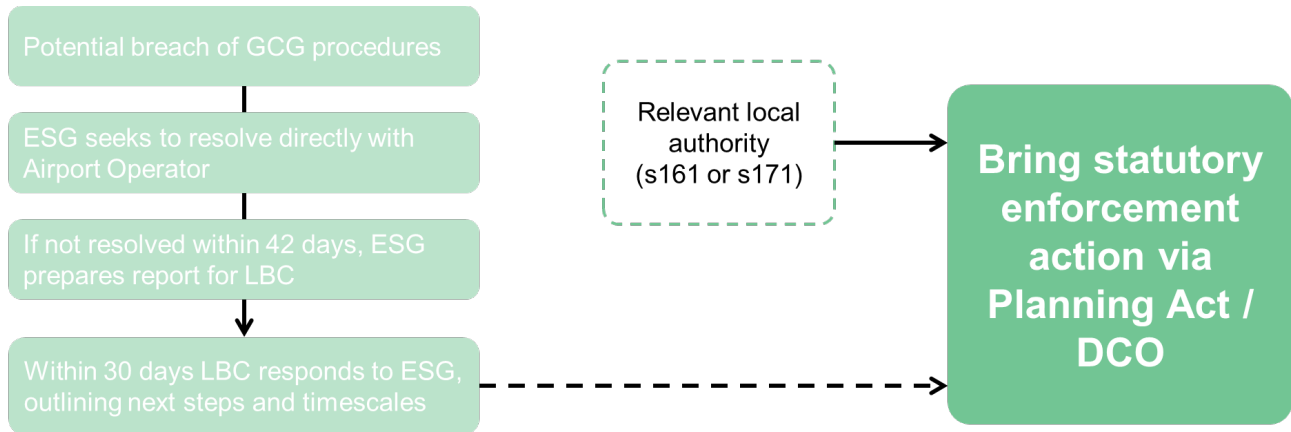 Potential breach of GCG procedures
ESG seeks to resolve directly with
Airport Operator
If not resolved within 42 days, ESG
prepares report for LBC
Within 30 days LBC responds to ESG,
outlining next steps and timescales
Relevant local
authority
(s161 or s171)
Bring statutory
enforcement
action via
Planning Act /
DCO